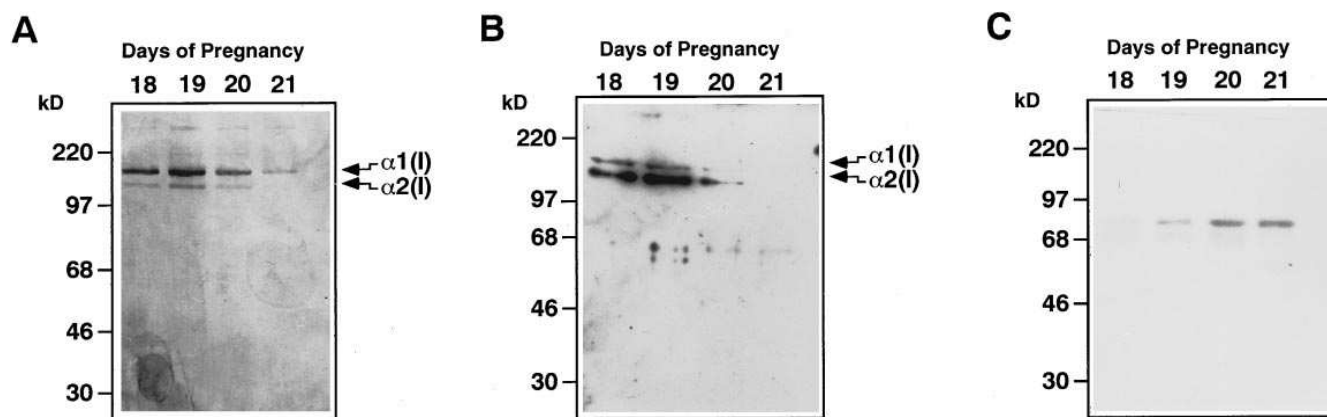 A
Days of Pregnancy
18 19 20 21
kD
220
97
68
46
30
α1(I)
α2(I)
B
Days of Pregnancy
18 19 20 21
kD
220
97
68
46
30
α1(I)
α2(I)
C
Days of Pregnancy
18 19 20 21
kD
220
97
68
46
30